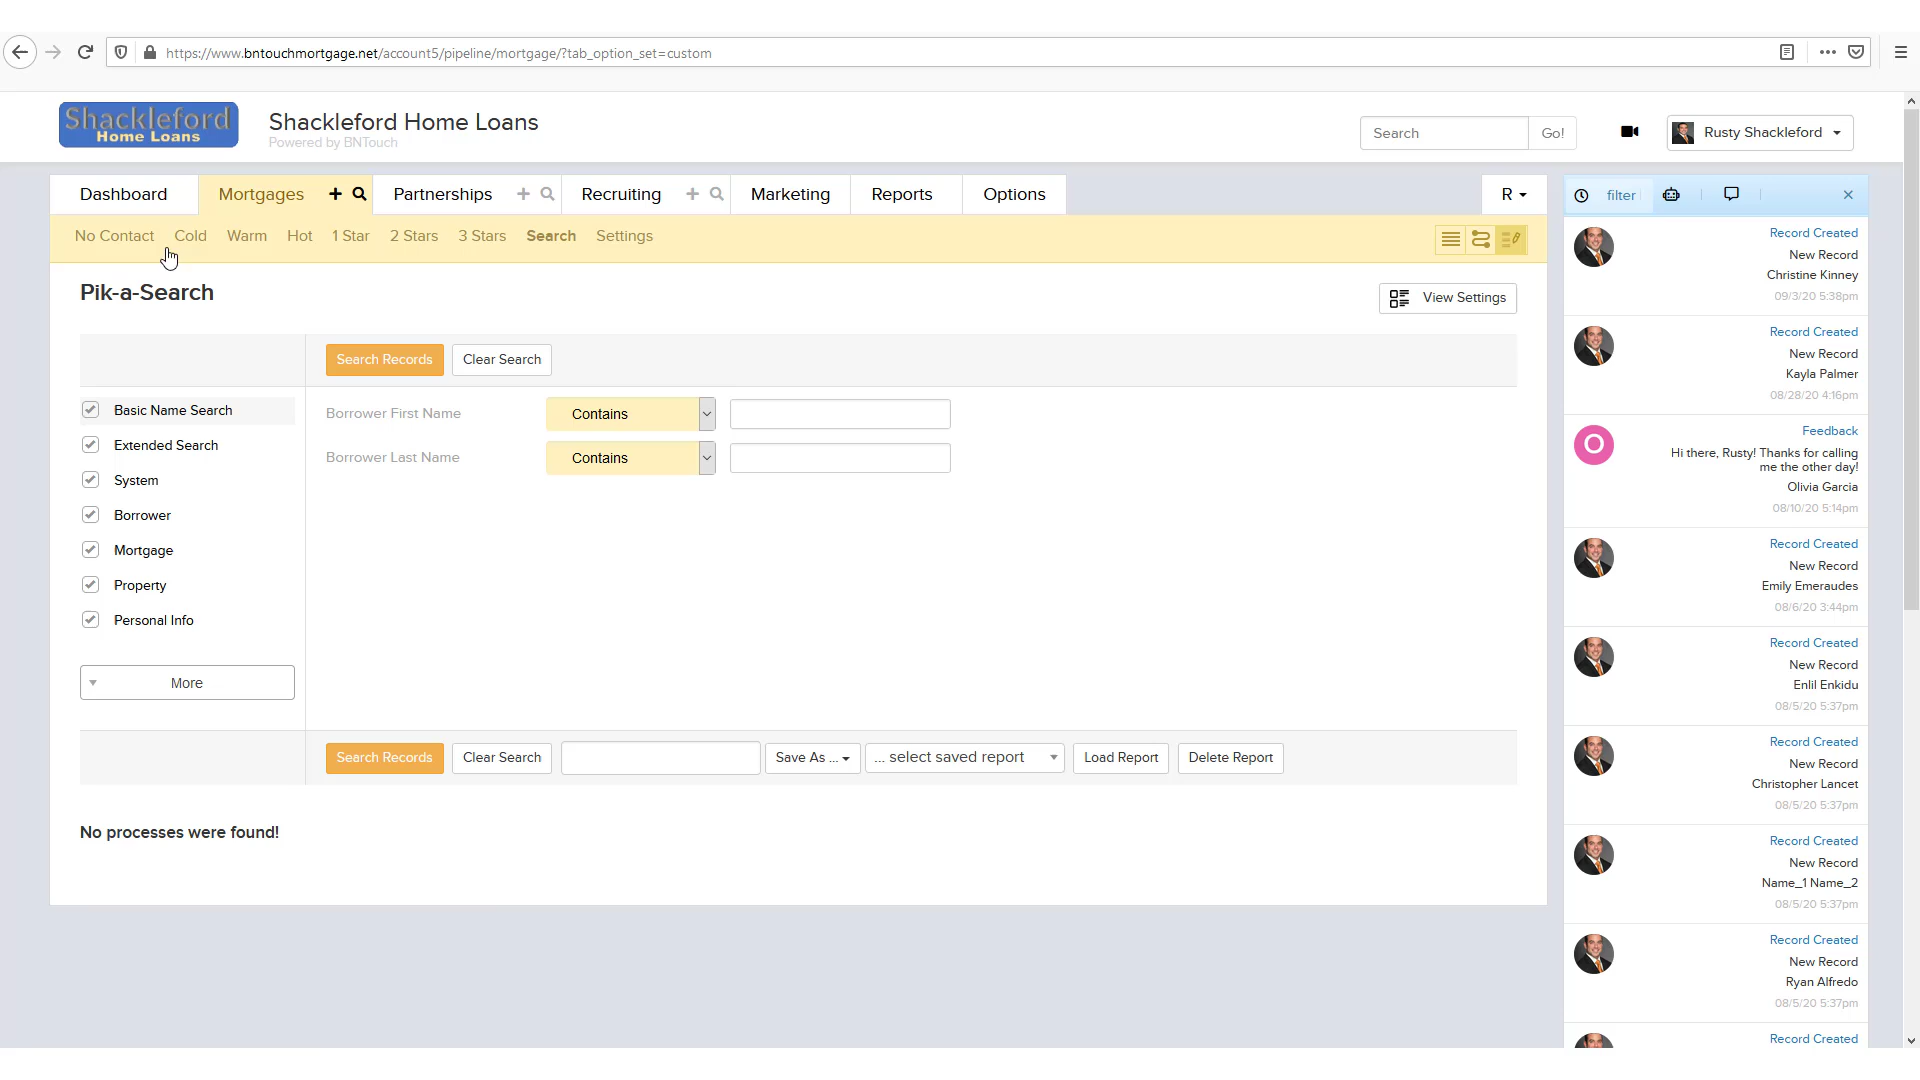 https://www.bntouchmortgage.net/account5/pipeline/mortgage/?tab_option_set=custom
Shackleford
Home Loans
Shackleford Home Loans
Powered by BNTouch
Search
Go!
Rusty Shackleford
Dashboard
Mortgages
Partnerships
Recruiting
Marketing
Reports
Options
R
No Contact
Cold
Warm
Hot
1 Star
2 Stars
3 Stars
Search
Settings
Pik-a-Search
View Settings
Search Records
Clear Search
Basic Name Search
Extended Search
System
Borrower
Mortgage
Property
Personal Info
More
Borrower First Name
Contains
Borrower Last Name
Contains
Search Records
Clear Search
Save As ...
... select saved report
Load Report
Delete Report
No processes were found!
filter
Record Created
New Record
Christine Kinney
09/3/20 5:38pm
Record Created
New Record
Kayla Palmer
08/28/20 4:16pm
O
Feedback
Hi there, Rusty! Thanks for calling
me the other day!
Olivia Garcia
08/10/20 5:14pm
Record Created
New Record
Emily Emeraudes
08/6/20 3:44pm
Record Created
New Record
Enlil Enkidu
08/5/20 5:37pm
Record Created
New Record
Christopher Lancet
08/5/20 5:37pm
Record Created
New Record
Name_1 Name_2
08/5/20 5:37pm
Record Created
New Record
Ryan Alfredo
08/5/20 5:37pm
Record Created